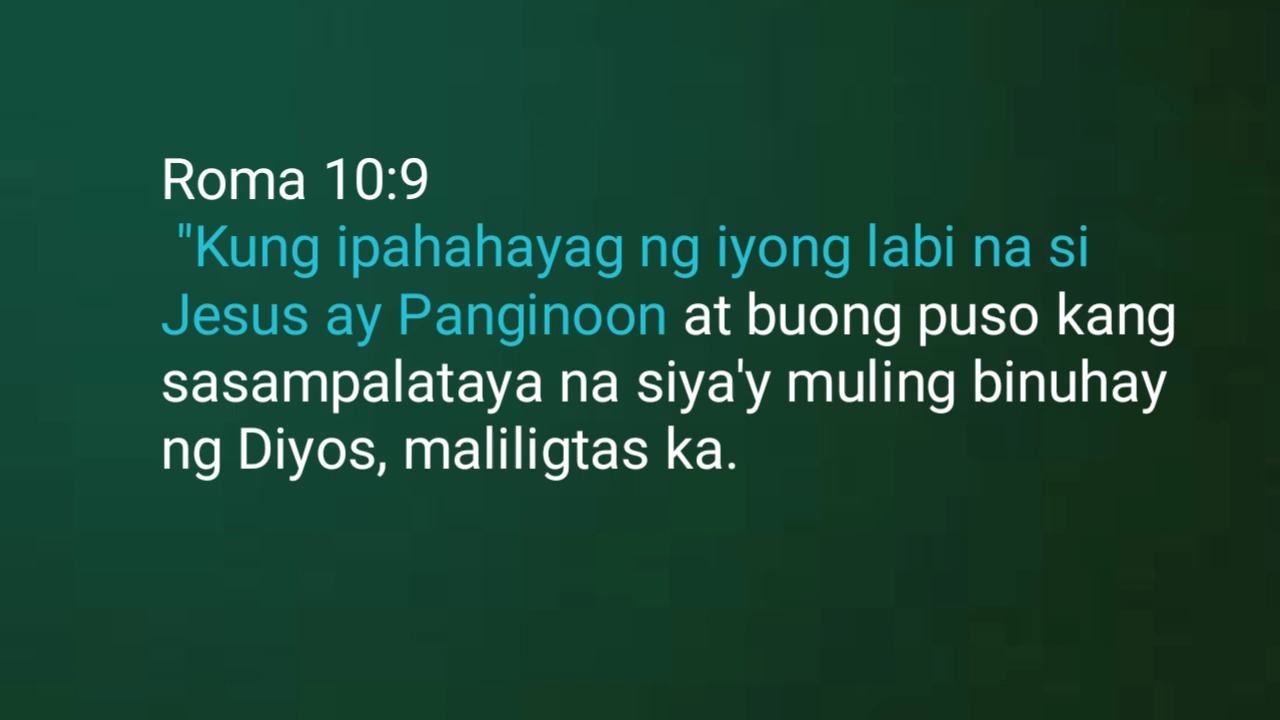 Roma 10:9
"Kung ipahahayag ng iyong labi na si
Jesus ay Panginoon at buong puso kang
sasampalataya na siya'y muling binuhay
ng Diyos, maliligtas ka.